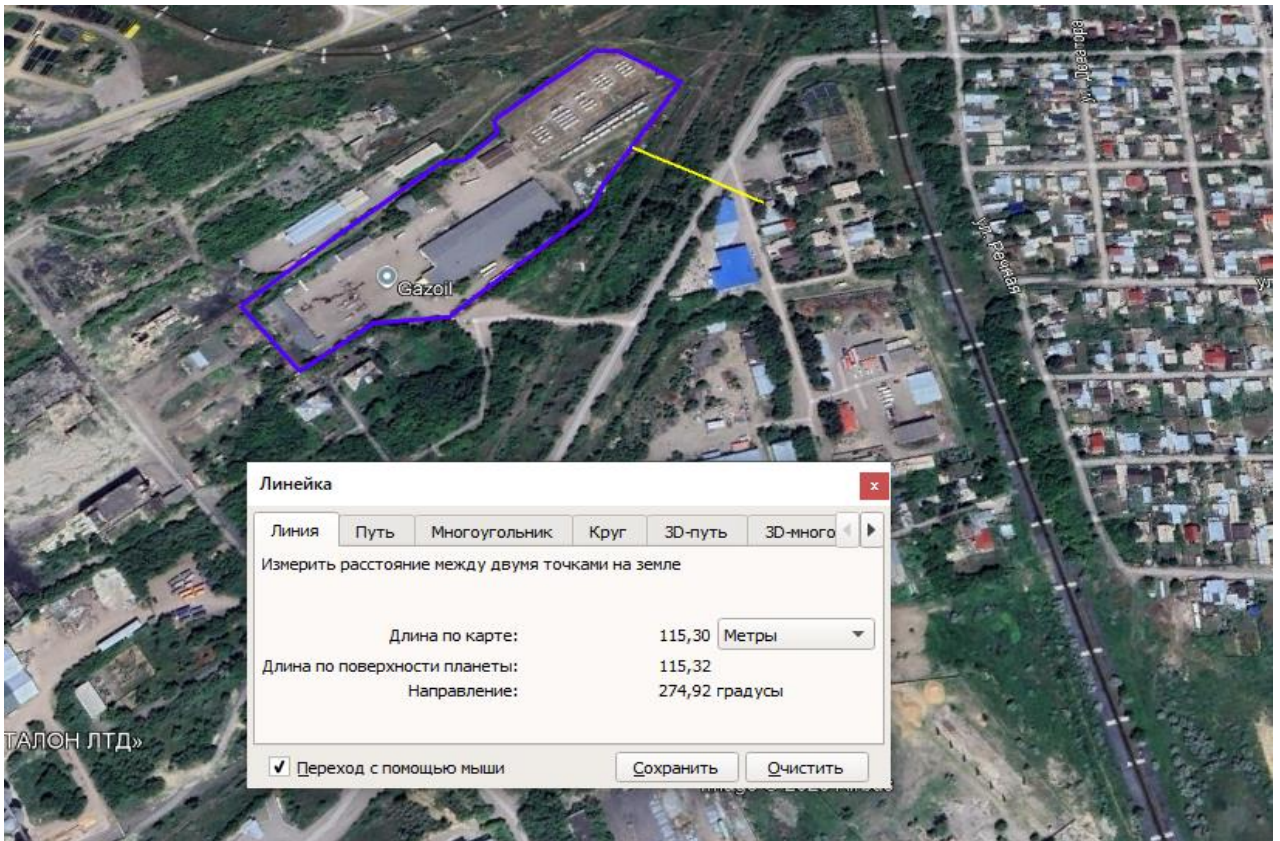 ул. Доватора
ул. Речная
Gazoil
Линейка
x
Линия Путь Многоугольник Круг 3D-путь 3D-много
Измерить расстояние между двумя точками на земле
Длина по карте: 115,30 Метры
Длина по поверхности планеты: 115,32
Направление: 274,92 градусы
Переход с помощью мыши Сохранить Очистить
ТАЛОН ЛТД»